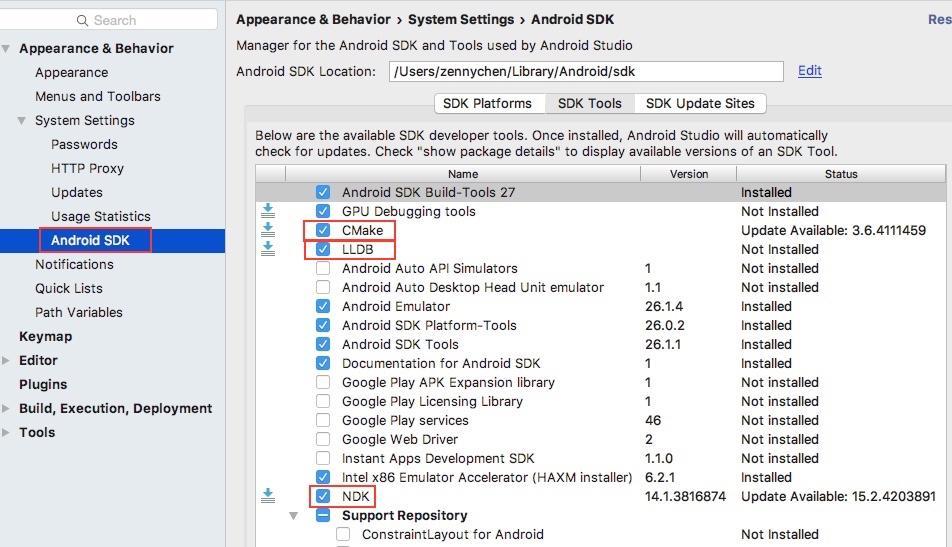 Search
Appearance & Behavior
Appearance
Menus and Toolbars
System Settings
Passwords
HTTP Proxy
Updates
Usage Statistics
Android SDK
Notifications
Quick Lists
Path Variables
Keymap
Editor
Plugins
Build, Execution, Deployment
Tools
Appearance & Behavior › System Settings › Android SDK
Res
Manager for the Android SDK and Tools used by Android Studio
Android SDK Location: /Users/zennychen/Library/Android/sdk Edit
SDK Platforms SDK Tools SDK Update Sites
Below are the available SDK developer tools. Once installed, Android Studio will automatically
check for updates. Check "show package details" to display available versions of an SDK Tool.
Name Version Status
Android SDK Build-Tools 27 Installed
GPU Debugging tools Not Installed
CMake Update Available: 3.6.4111459
LLDB Not Installed
Android Auto API Simulators 1 Not installed
Android Auto Desktop Head Unit emulator 1.1 Not installed
Android Emulator 26.1.4 Installed
Android SDK Platform-Tools 26.0.2 Installed
Android SDK Tools 26.1.1 Installed
Documentation for Android SDK 1 Installed
Google Play APK Expansion library 1 Not installed
Google Play Licensing Library 1 Not installed
Google Play services 46 Not installed
Google Web Driver 2 Not installed
Instant Apps Development SDK 1.1.0 Not installed
Intel x86 Emulator Accelerator (HAXM installer) 6.2.1 Installed
NDK 14.1.3816874 Update Available: 15.2.4203891
Support Repository
ConstraintLayout for Android Not Installed